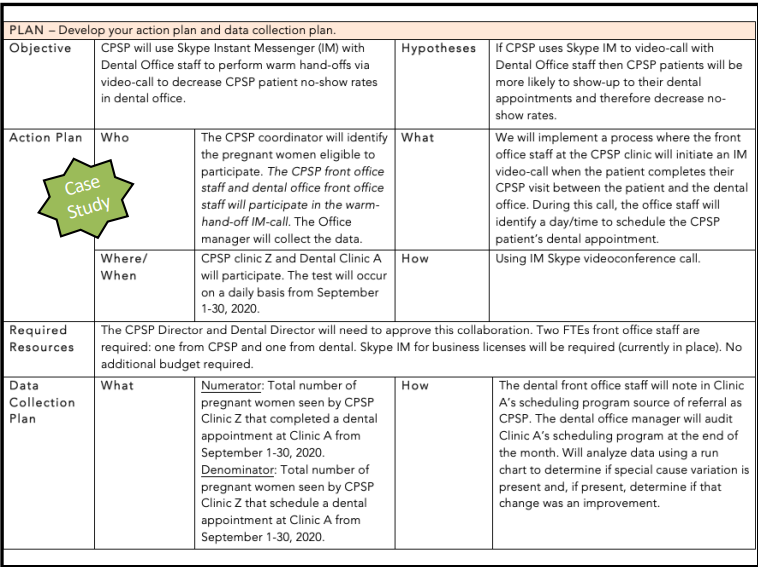 PLAN – Develop your action plan and data collection plan.
Objective
CPSP will use Skype Instant Messenger (IM) with
Dental Office staff to perform warm hand-offs via
video-call to decrease CPSP patient no-show rates
in dental office.
Hypotheses
If CPSP uses Skype IM to video-call with
Dental Office staff then CPSP patients will be
more likely to show-up to their dental
appointments and therefore decrease no-
show rates.
Action Plan
Case
Study
Who
The CPSP coordinator will identify
the pregnant women eligible to
participate. The CPSP front office
staff and dental office front office
staff will participate in the warm-
hand-off IM-call. The Office
manager will collect the data.
What
We will implement a process where the front
office staff at the CPSP clinic will initiate an IM
video-call when the patient completes their
CPSP visit between the patient and the dental
office. During this call, the office staff will
identify a day/time to schedule the CPSP
patient's dental appointment.
Where/
When
CPSP clinic Z and Dental Clinic A
will participate. The test will occur
on a daily basis from September
1-30, 2020.
How
Using IM Skype videoconference call.
Required
Resources
The CPSP Director and Dental Director will need to approve this collaboration. Two FTEs front office staff are
required: one from CPSP and one from dental. Skype IM for business licenses will be required (currently in place). No
additional budget required.
Data
Collection
Plan
What
Numerator: Total number of
pregnant women seen by CPSP
Clinic Z that completed a dental
appointment at Clinic A from
September 1-30, 2020.
Denominator: Total number of
pregnant women seen by CPSP
Clinic Z that schedule a dental
appointment at Clinic A from
September 1-30, 2020.
How
The dental front office staff will note in Clinic
A's scheduling program source of referral as
CPSP. The dental office manager will audit
Clinic A's scheduling program at the end of
the month. Will analyze data using a run
chart to determine if special cause variation is
present and, if present, determine if that
change was an improvement.